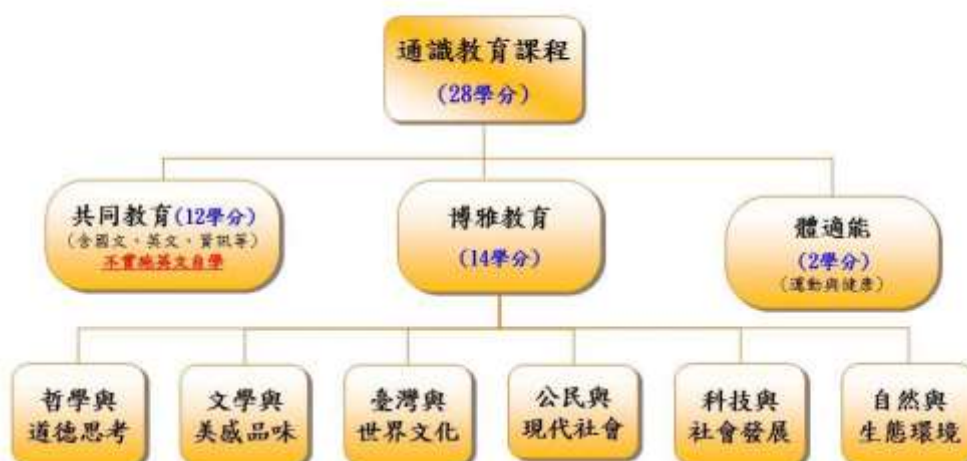 通識教育課程
(28學分)
共同教育(12學分)
(含國文、英文、資訊等)
不實施英文自學
博雅教育
(14學分)
體適能
(2學分)
(運動與健康)
哲學與
道德思考
文學與
美感品味
臺灣與
世界文化
公民與
現代社會
科技與
社會發展
自然與
生態環境